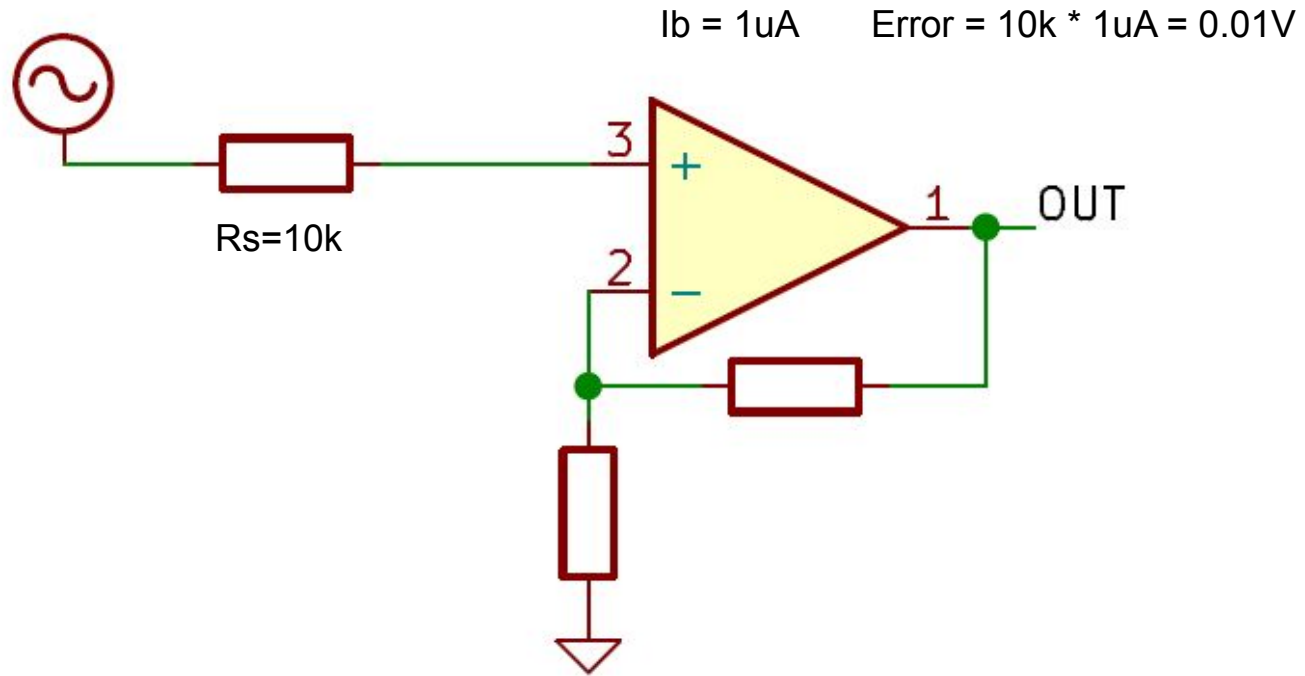 Ib = 1uA Error = 10k * 1uA = 0.01V
3
+
Rs=10k
1
OUT
2
−